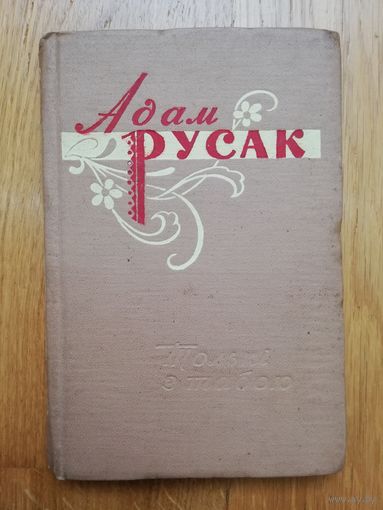 Адам
РУСАК
Толькі
з табою